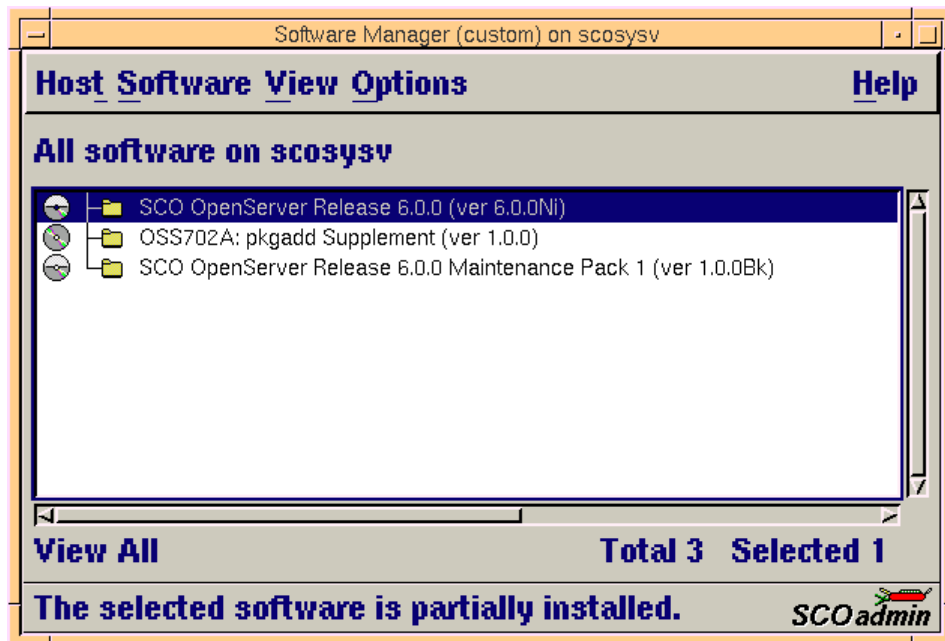 Software Manager (custom) on scosysv
Host Software View Options Help
All software on scosysv
SCO OpenServer Release 6.0.0 (ver 6.0.0Ni)
OSS702A: pkgadd Supplement (ver 1.0.0)
SCO OpenServer Release 6.0.0 Maintenance Pack 1 (ver 1.0.0Bk)
View All Total 3 Selected 1
The selected software is partially installed. SCOadmin